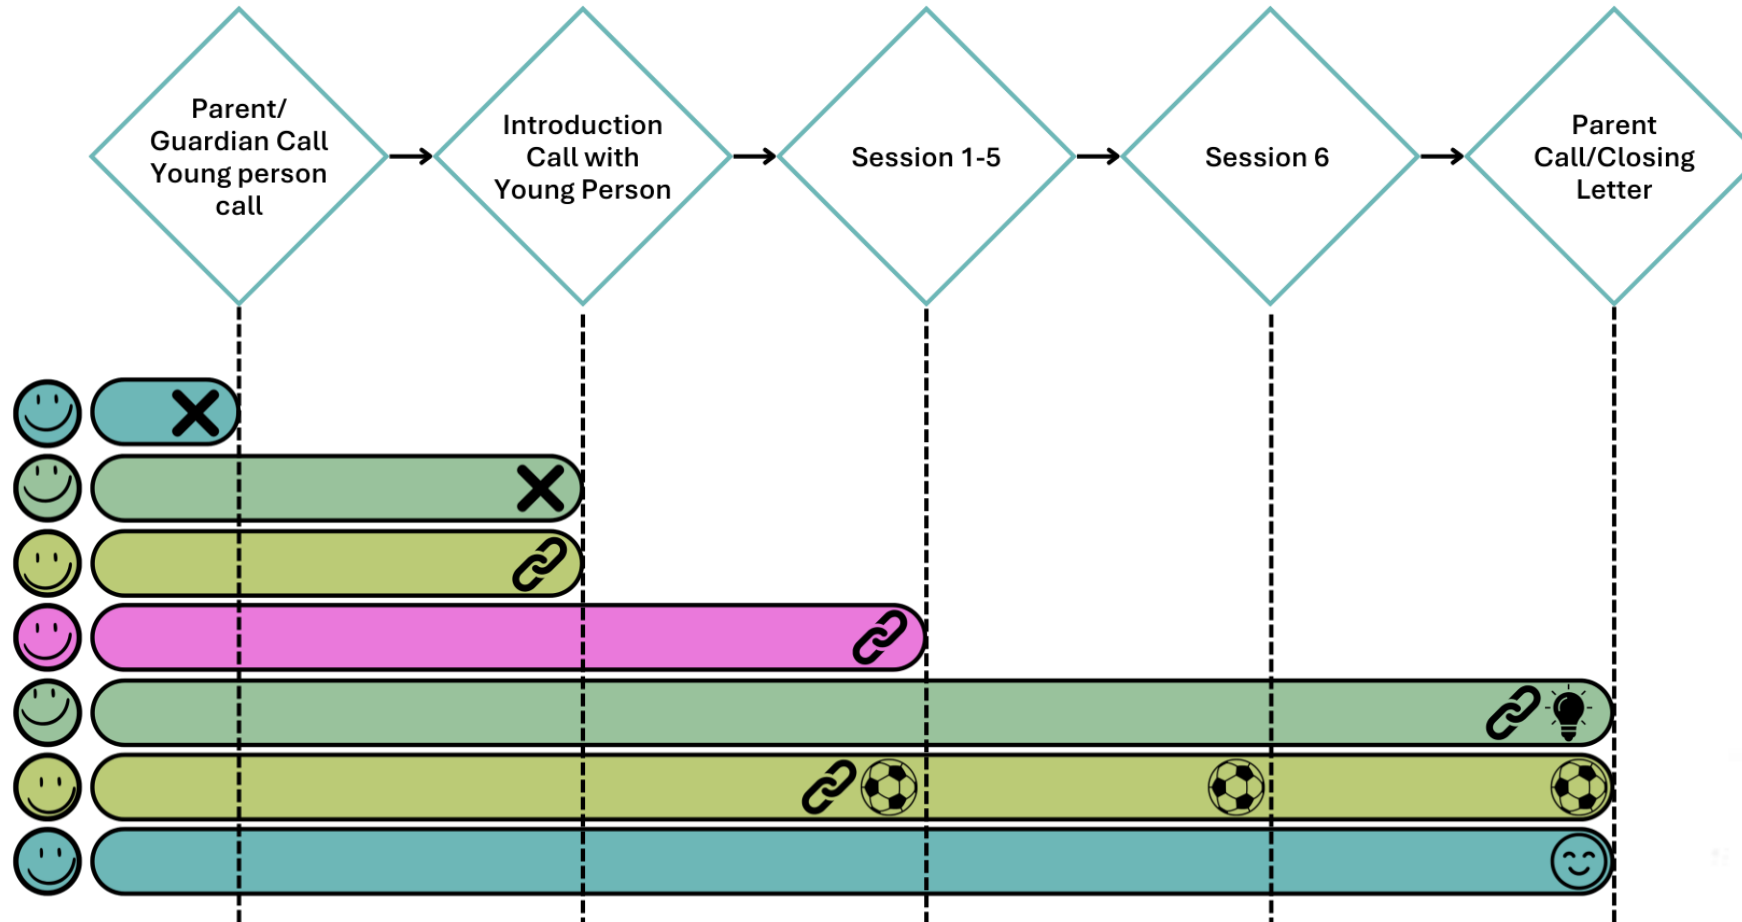 Parent/
Guardian Call
Young person
call
Introduction
Call with
Young Person
Session 1-5
Session 6
Parent
Call/Closing
Letter